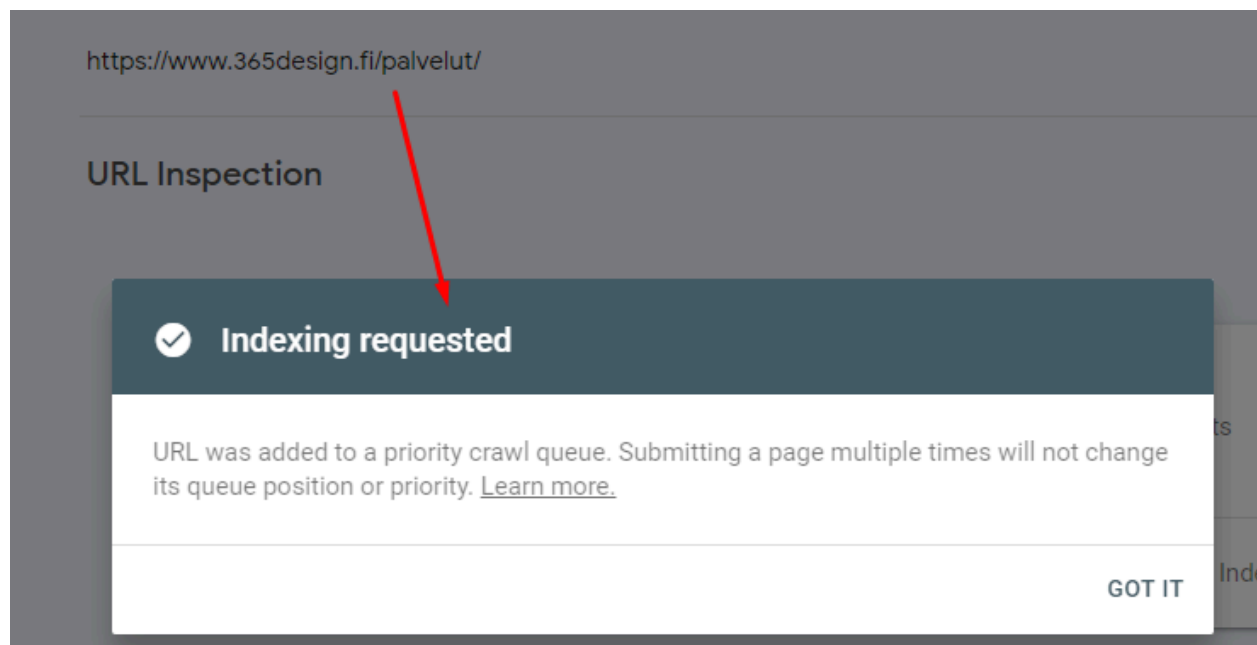 https://www.365design.fi/palvelut/
URL Inspection
Indexing requested
URL was added to a priority crawl queue. Submitting a page multiple times will not change
its queue position or priority. Learn more.
GOT IT